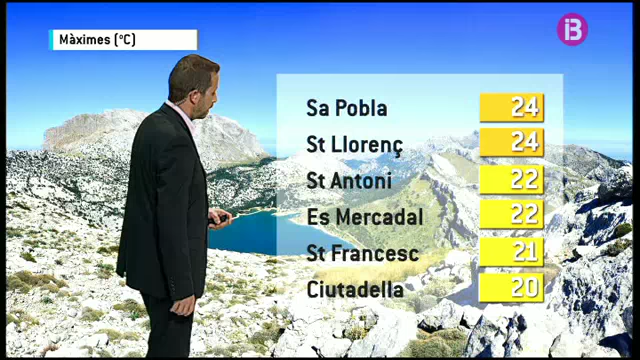 Màximes (ºC)
iB
Sa Pobla 24
St Llorenç 24
St Antoni 22
Es Mercadal 22
St Francesc 21
Ciutadella 20